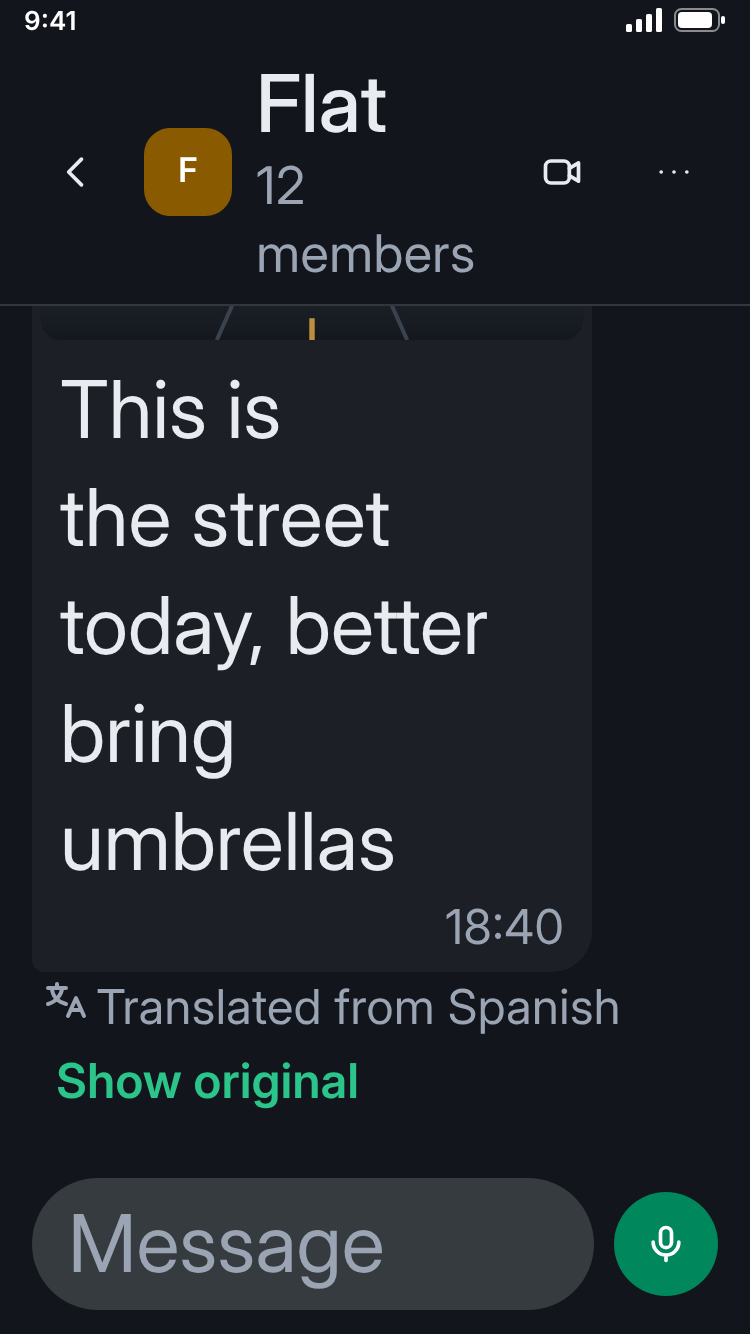 9:41
Flat
F
12
members
This is
the street
today, better
bring
umbrellas
18:40
Translated from Spanish
Show original
Message